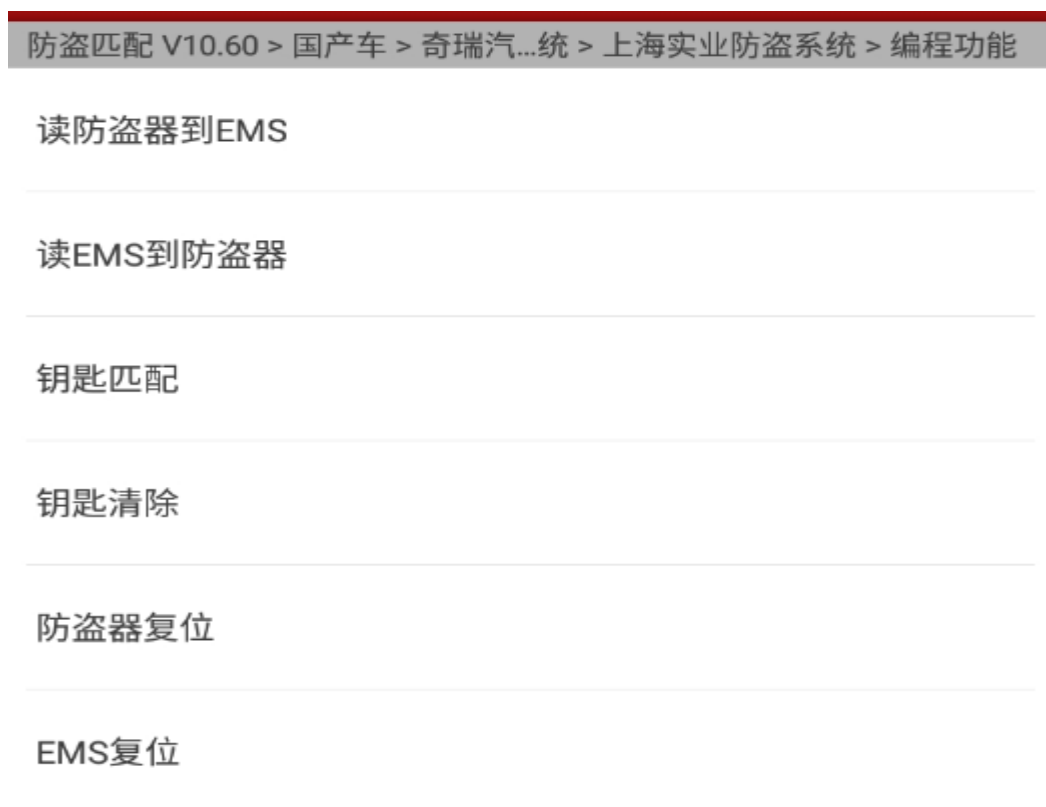 防盗匹配 V10.60 > 国产车 > 奇瑞汽...统 > 上海实业防盗系统 > 编程功能
读防盗器到EMS
读EMS到防盗器
钥匙匹配
钥匙清除
防盗器复位
EMS复位